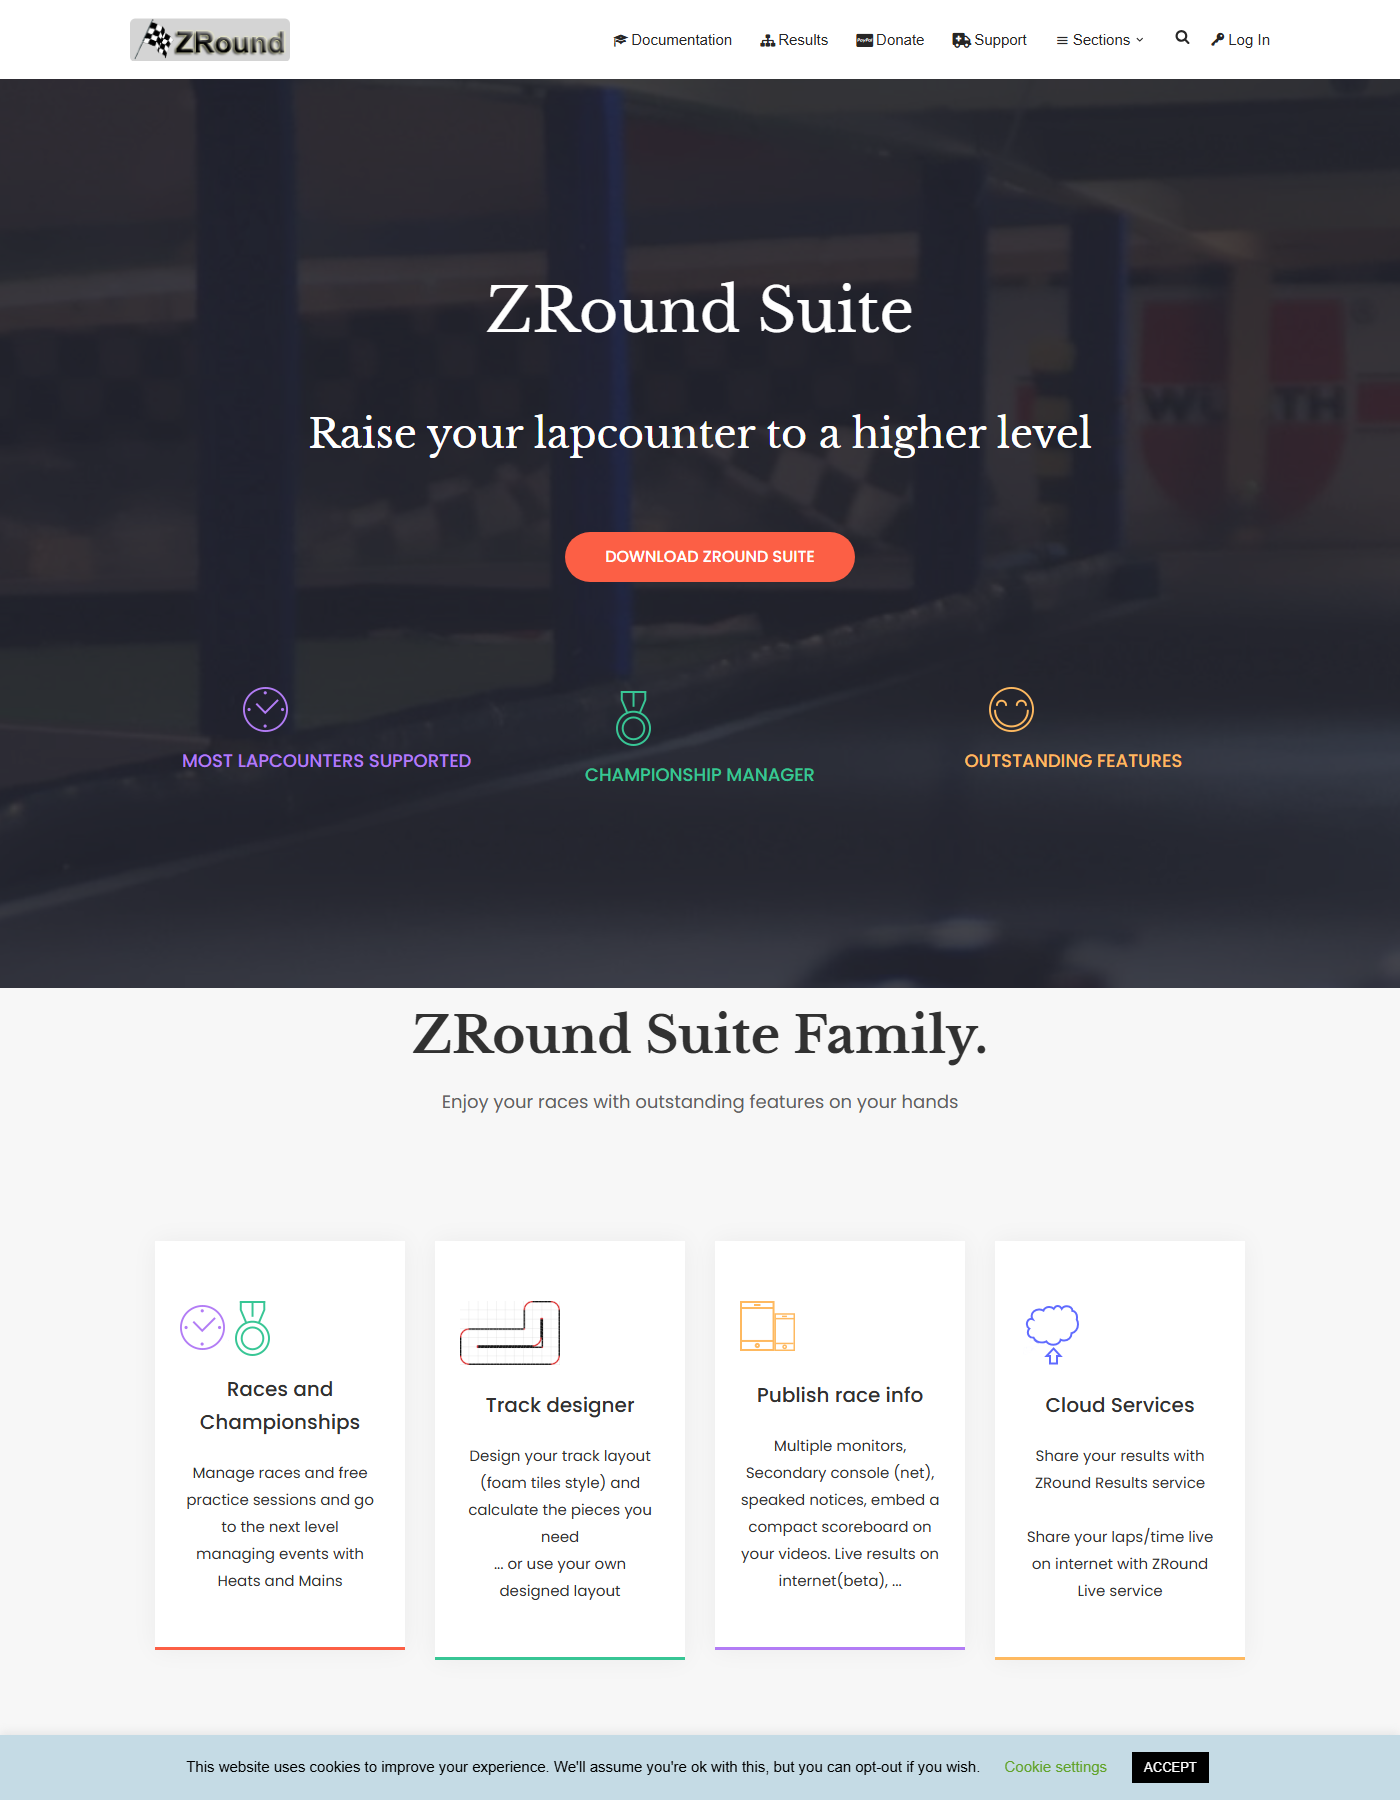 ZRound
Documentation
Results
Donate
Support
Sections
Log In
ZRound Suite
Raise your lapcounter to a higher level
DOWNLOAD ZROUND SUITE
MOST LAPCOUNTERS SUPPORTED
CHAMPIONSHIP MANAGER
OUTSTANDING FEATURES
ZRound Suite Family.
Enjoy your races with outstanding features on your hands
Races and
Championships
Manage races and free
practice sessions and go
to the next level
managing events with
Heats and Mains
Track designer
Design your track layout
(foam tiles style) and
calculate the pieces you
need
... or use your own
designed layout
Publish race info
Multiple monitors,
Secondary console (net),
speaked notices, embed a
compact scoreboard on
your videos. Live results on
internet(beta), ...
Cloud Services
Share your results with
ZRound Results service
Share your laps/time live
on internet with ZRound
Live service
This website uses cookies to improve your experience. We'll assume you're ok with this, but you can opt-out if you wish.
Cookie settings
ACCEPT